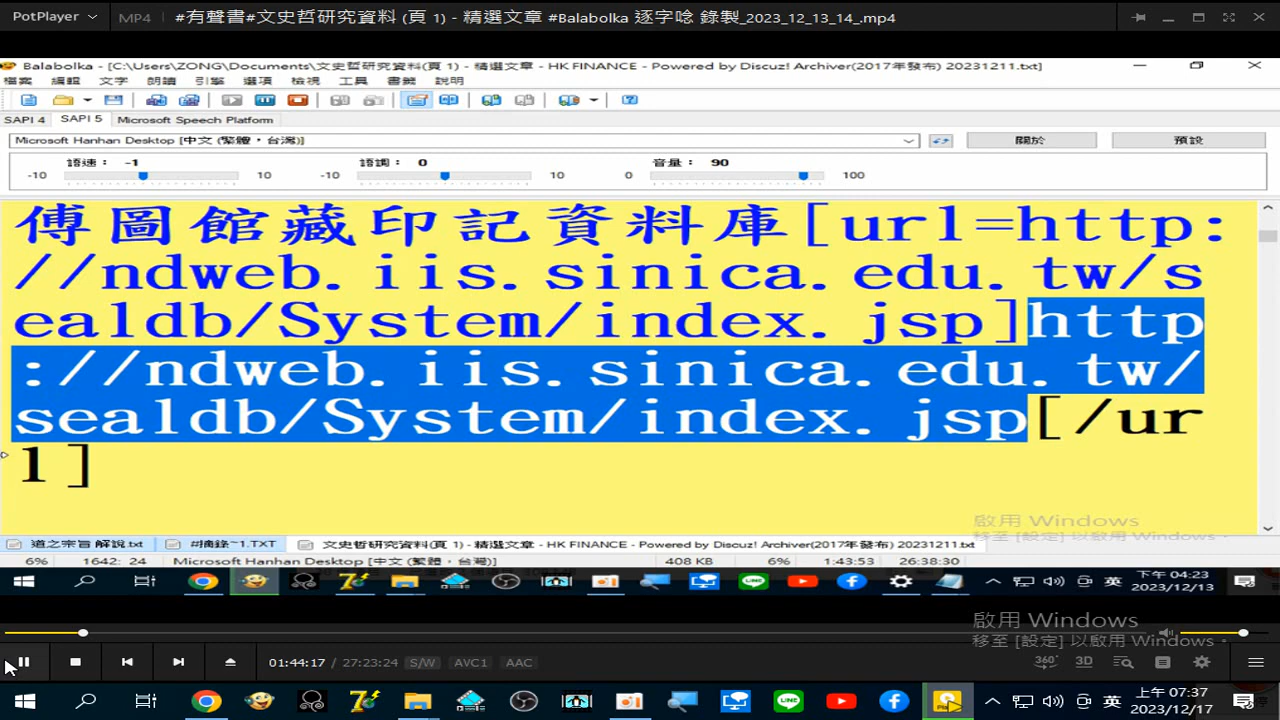 PotPlayer MP4 #有聲書#文史哲研究資料 (頁 1) - 精選文章 #Balabolka 逐字唸 錄製_2023_12_13_14_.mp4
Balabolka - [C:\Users\ZONG\Documents\文史哲研究資料(頁 1) - 精選文章 - HK FINANCE - Powered by Discuz! Archiver(2017年發布) 20231211.txt]
檔案 編輯 文字 朗讀 引擎 選項 檢視 工具 書籤 說明
SAPI 4 SAPI 5 Microsoft Speech Platform
Microsoft Hanhan Desktop [中文 (繁體，台灣)] 關於 預設
語速： -1 語調： 0 音量： 90
-10 10 -10 10 0 100
傅圖館藏印記資料庫[url=http:
//ndweb.iis.sinica.edu.tw/s
ealdb/System/index.jsp]http
://ndweb.iis.sinica.edu.tw/
sealdb/System/index.jsp[/ur
l]
啟用 Windows
移至 [設定] 以啟用 Windows。
道之宗旨 解說.txt #摘錄~1.TXT 文史哲研究資料(頁 1) - 精選文章 - HK FINANCE - Powered by Discuz! Archiver(2017年發布) 20231211.txt
6% 1642: 24 Microsoft Hanhan Desktop [中文 (繁體，台灣)] 408 KB 6% 1:43:53 26:38:30
英 下午 04:23
2023/12/13
啟用 Windows
移至 [設定] 以啟用 Windows。
01:44:17 / 27:23:24 S/W AVC1 AAC 360° 3D
英 上午 07:37
2023/12/17